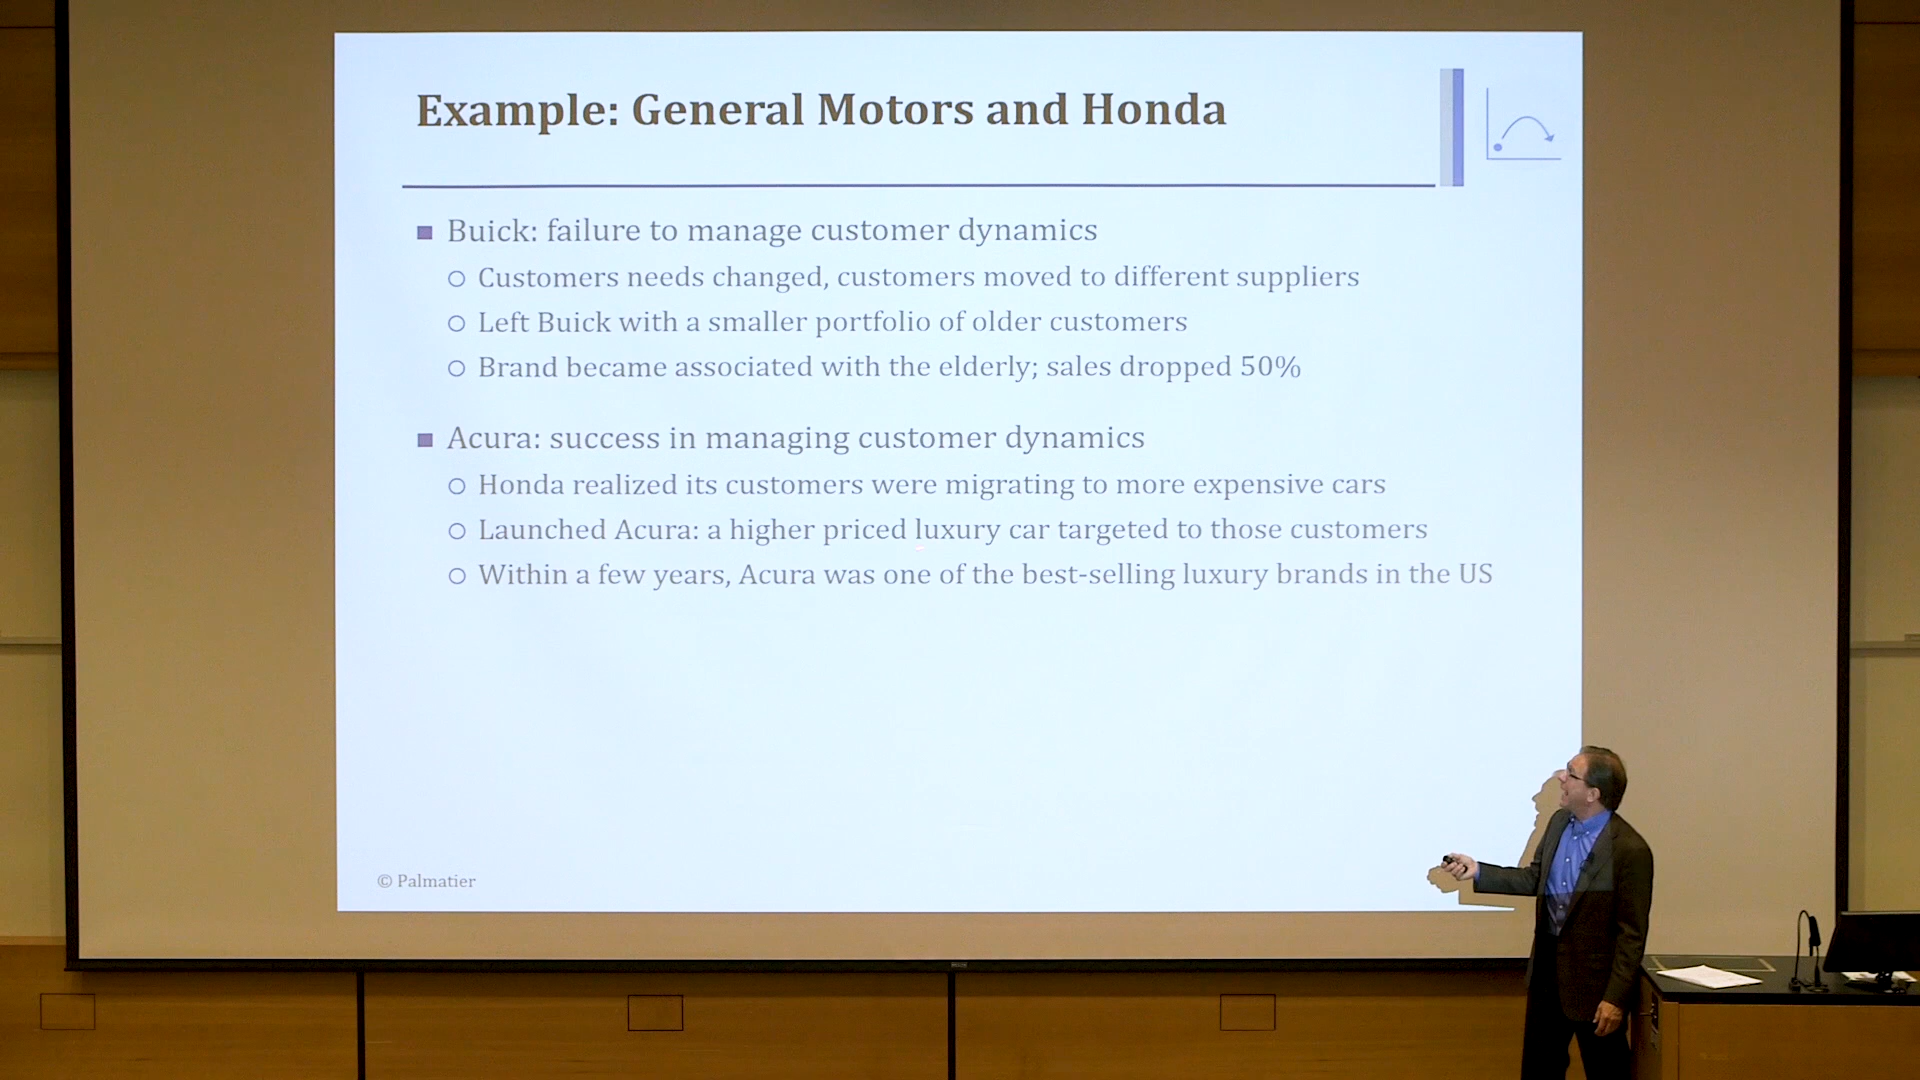 Example: General Motors and Honda
Buick: failure to manage customer dynamics
Customers needs changed, customers moved to different suppliers
Left Buick with a smaller portfolio of older customers
Brand became associated with the elderly; sales dropped 50%
Acura: success in managing customer dynamics
Honda realized its customers were migrating to more expensive cars
Launched Acura: a higher priced luxury car targeted to those customers
Within a few years, Acura was one of the best-selling luxury brands in the US
© Palmatier